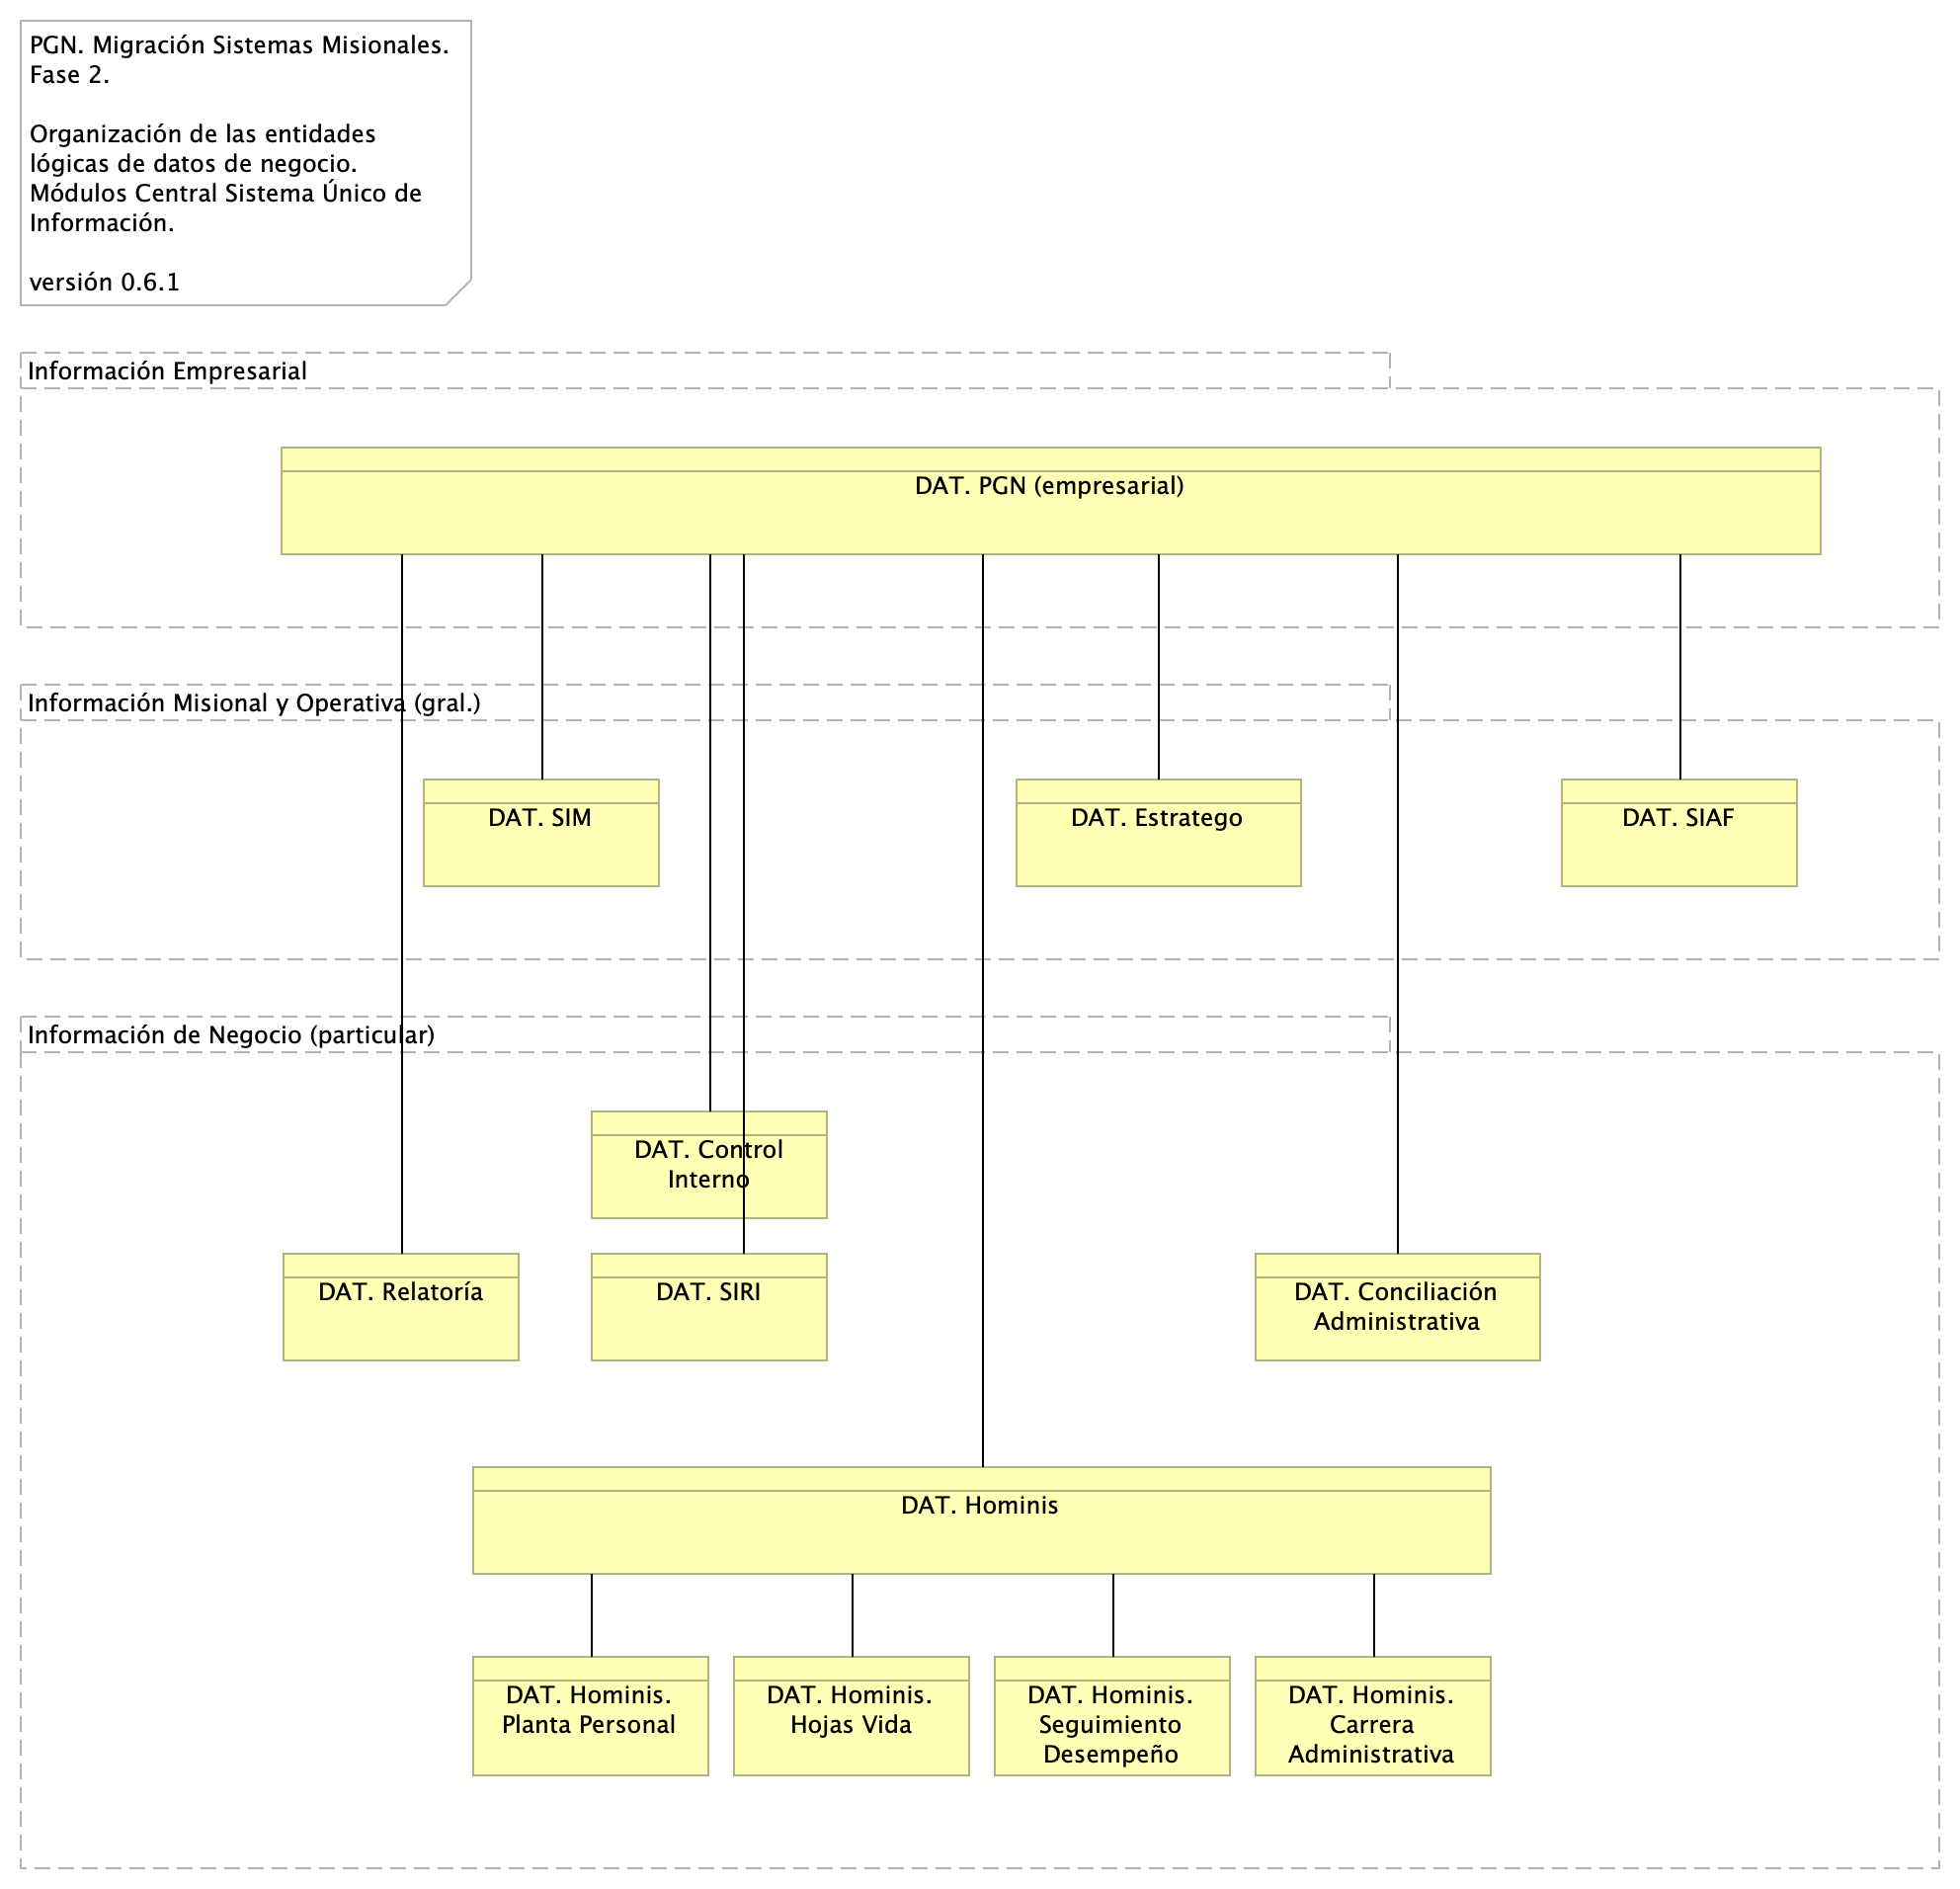 PGN. Migración Sistemas Misionales.
Fase 2.
Organización de las entidades
lógicas de datos de negocio.
Módulos Central Sistema Único de
Información.
versión 0.6.1
Información Empresarial
DAT. PGN (empresarial)
Información Misional y Operativa (gral.)
DAT. SIM
DAT. Estratego
DAT. SIAF
Información de Negocio (particular)
DAT. Control
Interno
DAT. Relatoría
DAT. SIRI
DAT. Conciliación
Administrativa
DAT. Hominis
DAT. Hominis.
Planta Personal
DAT. Hominis.
Hojas Vida
DAT. Hominis.
Seguimiento
Desempeño
DAT. Hominis.
Carrera
Administrativa